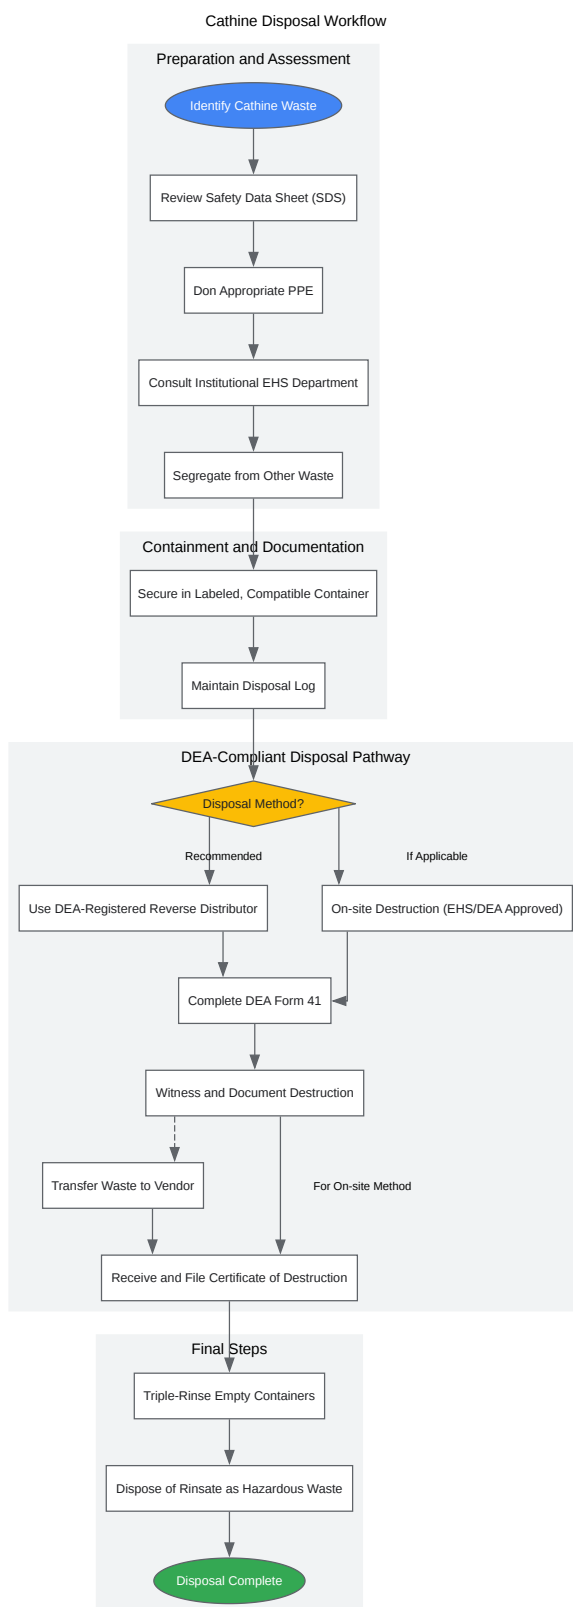 Cathine Disposal Workflow
Preparation and Assessment
Identify Cathine Waste
Review Safety Data Sheet (SDS)
Don Appropriate PPE
Consult Institutional EHS Department
Segregate from Other Waste
Containment and Documentation
Secure in Labeled, Compatible Container
Maintain Disposal Log
DEA-Compliant Disposal Pathway
Disposal Method?
Recommended
If Applicable
Use DEA-Registered Reverse Distributor
On-site Destruction (EHS/DEA Approved)
Complete DEA Form 41
Witness and Document Destruction
Transfer Waste to Vendor
For On-site Method
Receive and File Certificate of Destruction
Final Steps
Triple-Rinse Empty Containers
Dispose of Rinsate as Hazardous Waste
Disposal Complete